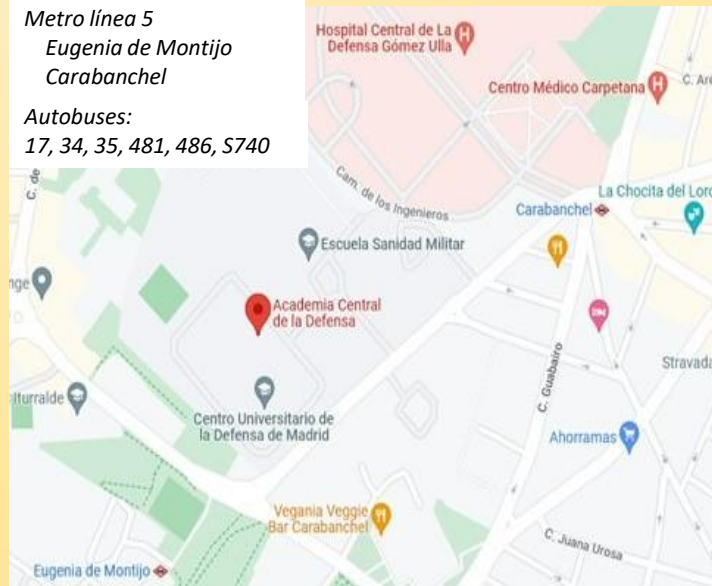 Metro línea 5
Eugenia de Montijo
Carabanchel
Autobuses:
17, 34, 35, 481, 486, S740
Hospital Central de La
Defensa Gómez Ulla
Centro Médico Carpetana
C. Are
C. de
Cam. de los Ingenieros
La Chocita del Loro
Carabanchel
Escuela Sanidad Militar
nge
Academia Central
de la Defensa
Stravada
C. Guabairo
Iturralde
Centro Universitario de
la Defensa de Madrid
Ahorramas
Vegania Veggie
Bar Carabanchel
C. Juana Urosa
Eugenia de Montijo